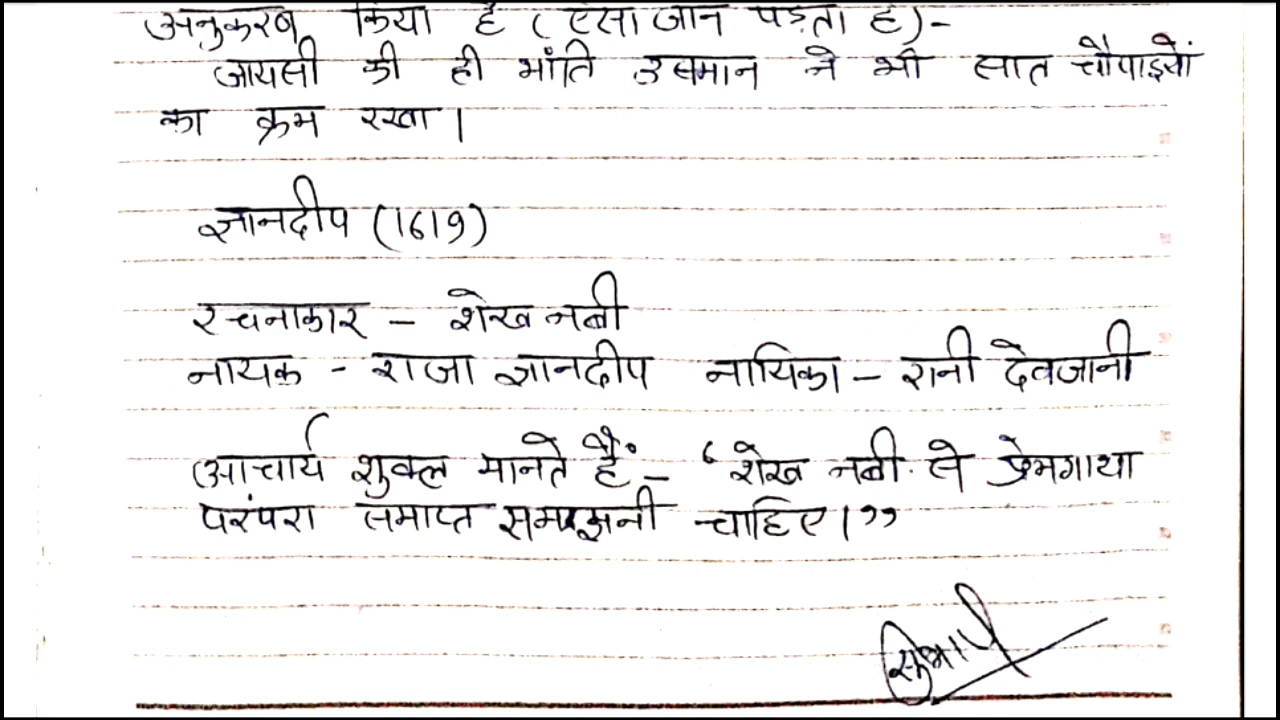 अनुकरण किया है (ऐसा जान पड़ता है)-
जायसी की ही भांति उसमान ने भी सात चौपाइयों
का क्रम रखा।
ज्ञानदीप (1619)
रचनाकार - शेख नबी
नायक - राजा ज्ञानदीप नायिका - रानी देवजानी
आचार्य शुक्ल मानते हैं - ‘शेख नबी से प्रेमगाथा
परंपरा समाप्त समझनी चाहिए।”
सुभाष